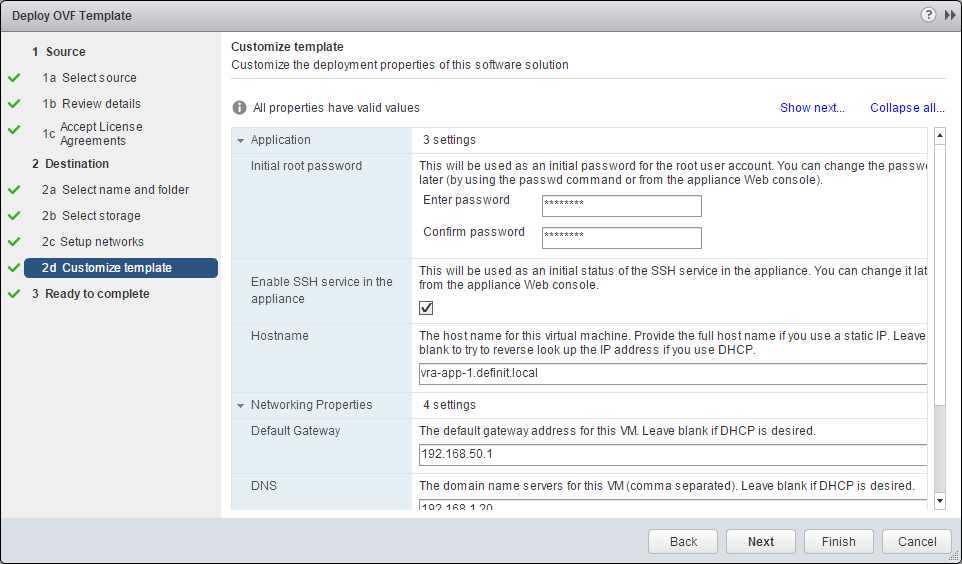 Deploy OVF Template
?
1 Source
1a Select source
1b Review details
1c Accept License
Agreements
2 Destination
2a Select name and folder
2b Select storage
2c Setup networks
2d Customize template
3 Ready to complete
Customize template
Customize the deployment properties of this software solution
All properties have valid values
Show next...
Collapse all...
Application
3 settings
Initial root password
This will be used as an initial password for the root user account. You can change the passw
later (by using the passwd command or from the appliance Web console).
Enter password
********
Confirm password
********
Enable SSH service in the
appliance
This will be used as an initial status of the SSH service in the appliance. You can change it lat
from the appliance Web console.
Hostname
The host name for this virtual machine. Provide the full host name if you use a static IP. Leave
blank to try to reverse look up the IP address if you use DHCP.
vra-app-1.definit.local
Networking Properties
4 settings
Default Gateway
The default gateway address for this VM. Leave blank if DHCP is desired.
192.168.50.1
DNS
The domain name servers for this VM (comma separated). Leave blank if DHCP is desired.
192.168.1.20
Back
Next
Finish
Cancel